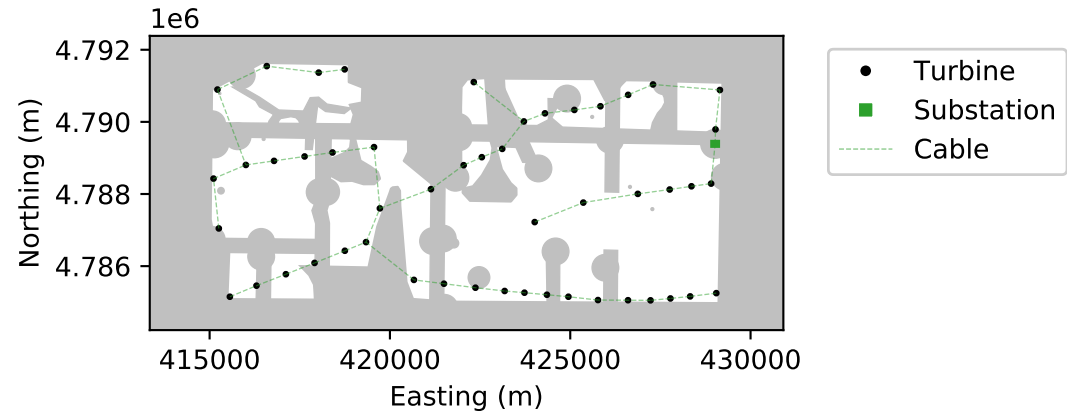 1e6
4.792
4.790
4.788
4.786
Northing (m)
415000 420000 425000 430000
Easting (m)
Turbine
Substation
Cable